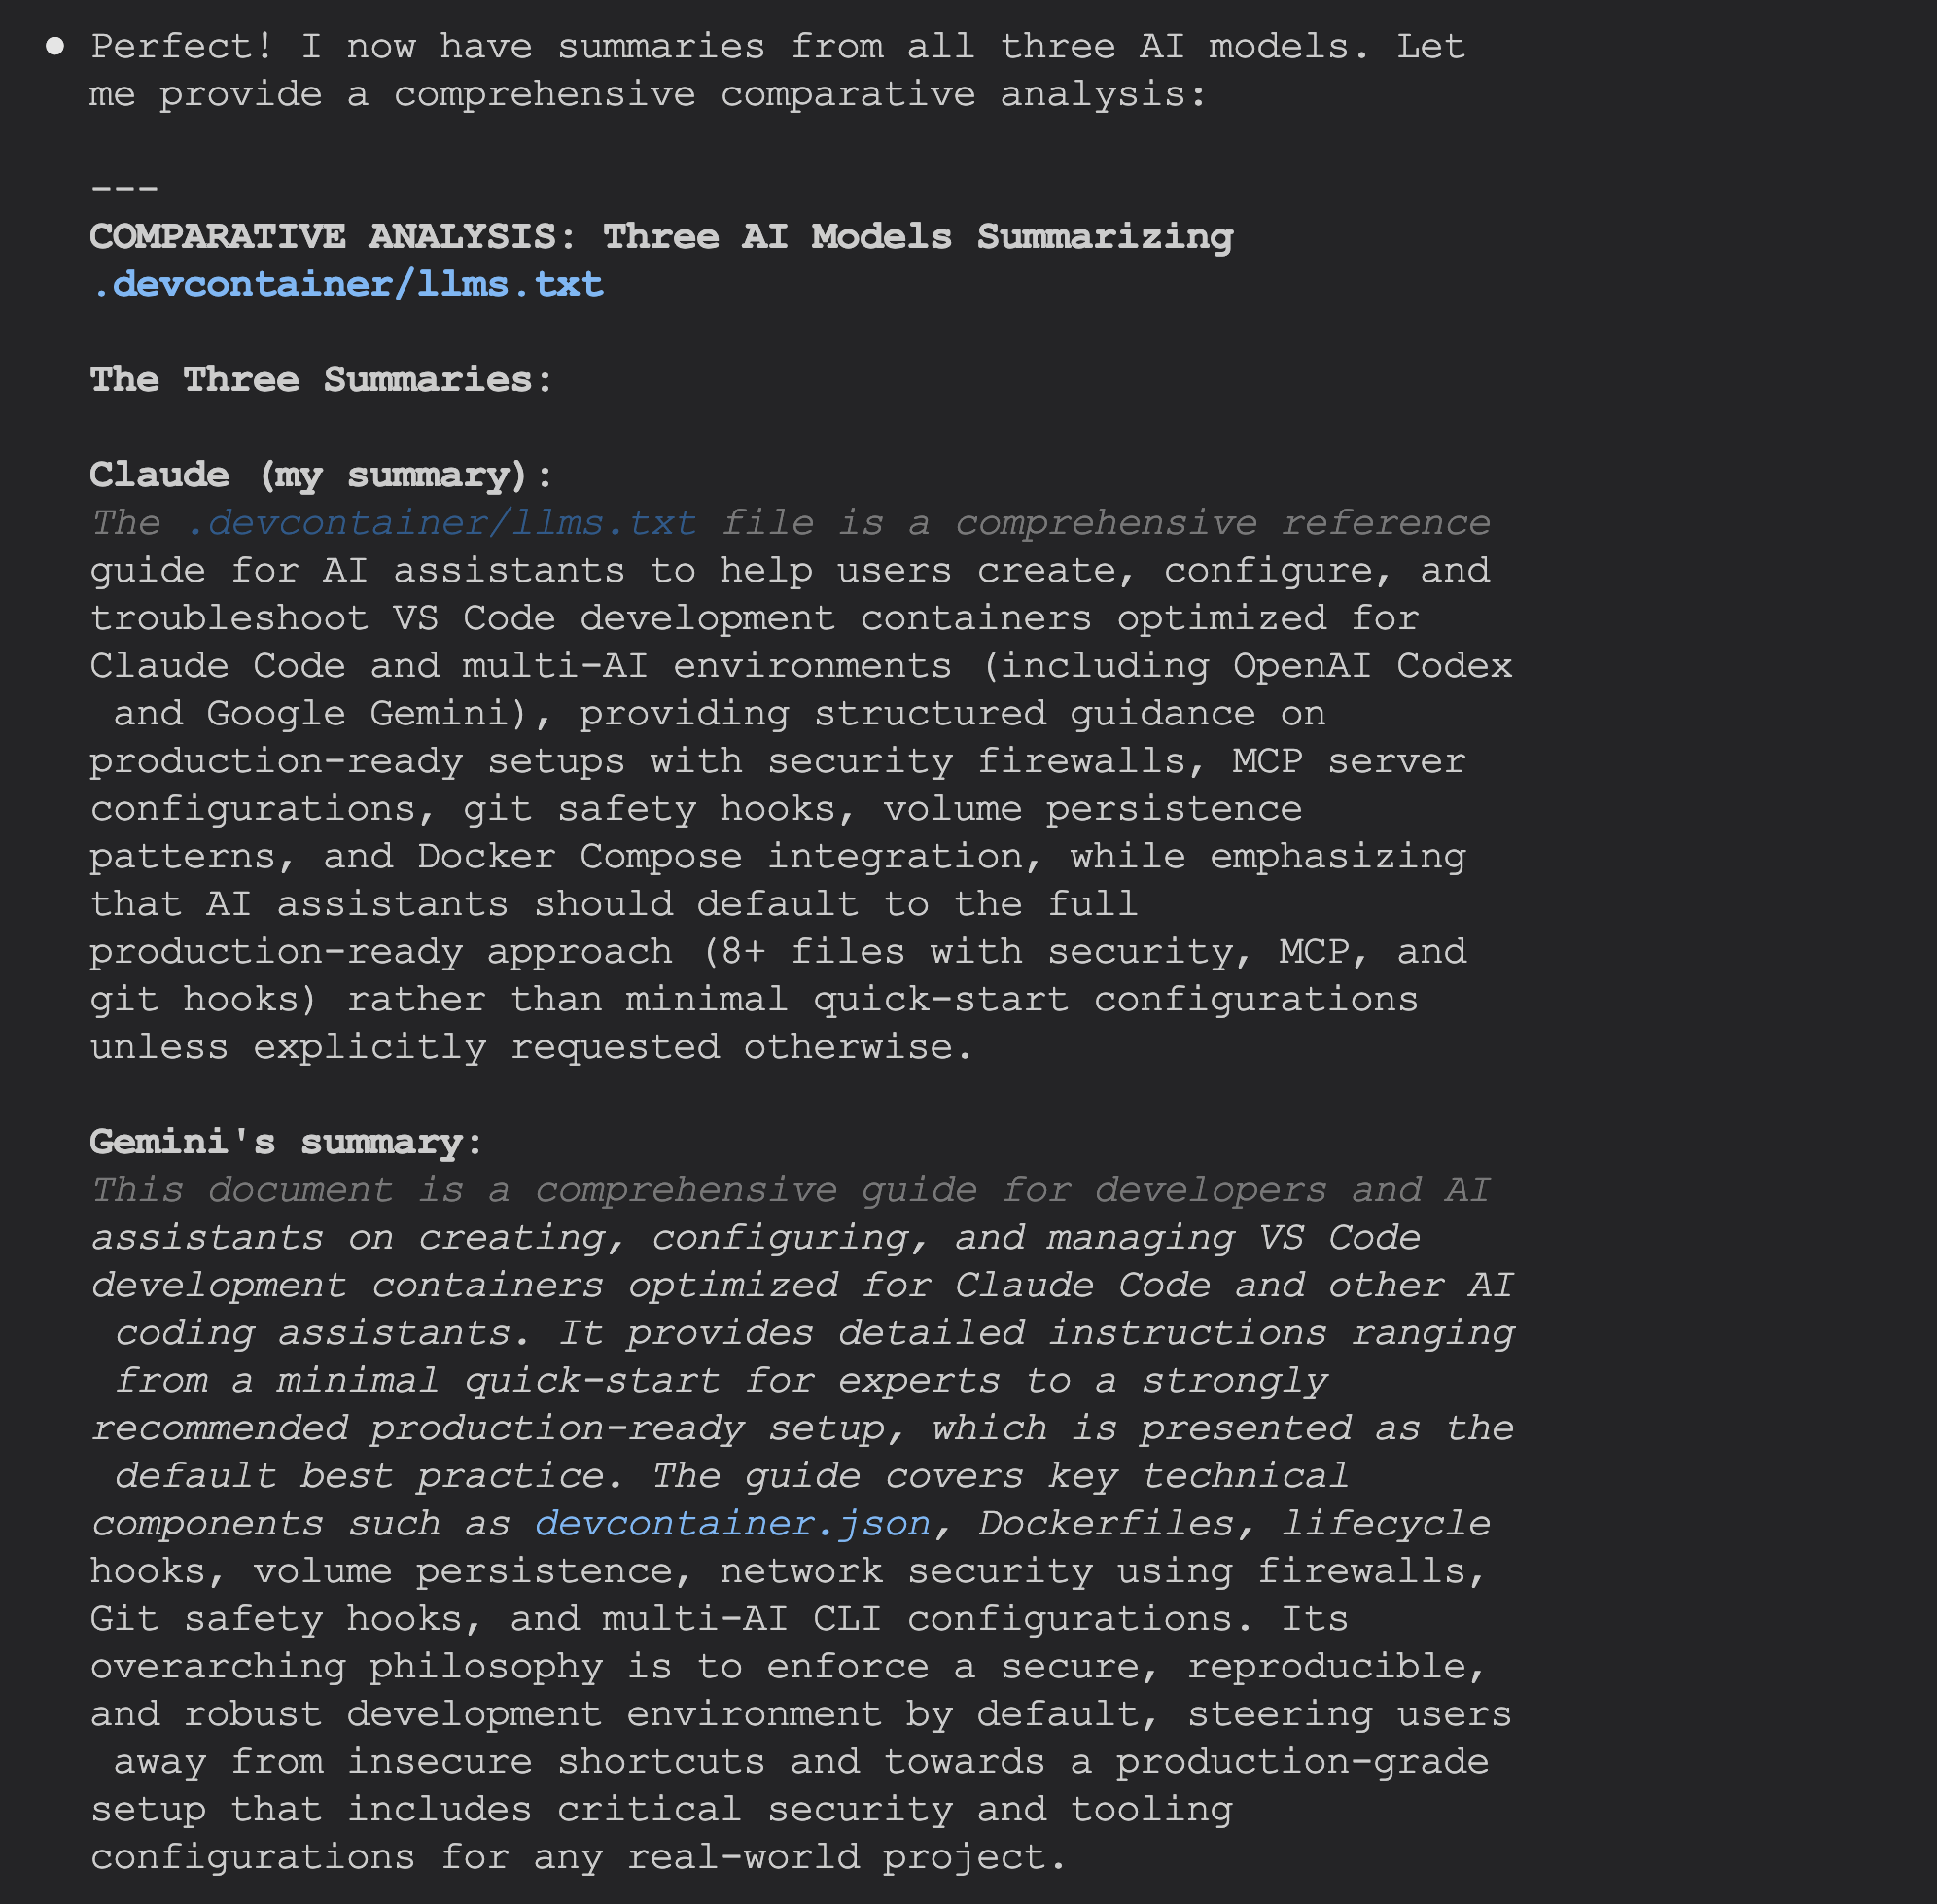 ● Perfect! I now have summaries from all three AI models. Let
me provide a comprehensive comparative analysis:
---
COMPARATIVE ANALYSIS: Three AI Models Summarizing
.devcontainer/llms.txt
The Three Summaries:
Claude (my summary):
The .devcontainer/llms.txt file is a comprehensive reference
guide for AI assistants to help users create, configure, and
troubleshoot VS Code development containers optimized for
Claude Code and multi-AI environments (including OpenAI Codex
and Google Gemini), providing structured guidance on
production-ready setups with security firewalls, MCP server
configurations, git safety hooks, volume persistence
patterns, and Docker Compose integration, while emphasizing
that AI assistants should default to the full
production-ready approach (8+ files with security, MCP, and
git hooks) rather than minimal quick-start configurations
unless explicitly requested otherwise.
Gemini's summary:
This document is a comprehensive guide for developers and AI
assistants on creating, configuring, and managing VS Code
development containers optimized for Claude Code and other AI
coding assistants. It provides detailed instructions ranging
from a minimal quick-start for experts to a strongly
recommended production-ready setup, which is presented as the
default best practice. The guide covers key technical
components such as devcontainer.json, Dockerfiles, lifecycle
hooks, volume persistence, network security using firewalls,
Git safety hooks, and multi-AI CLI configurations. Its
overarching philosophy is to enforce a secure, reproducible,
and robust development environment by default, steering users
away from insecure shortcuts and towards a production-grade
setup that includes critical security and tooling
configurations for any real-world project.